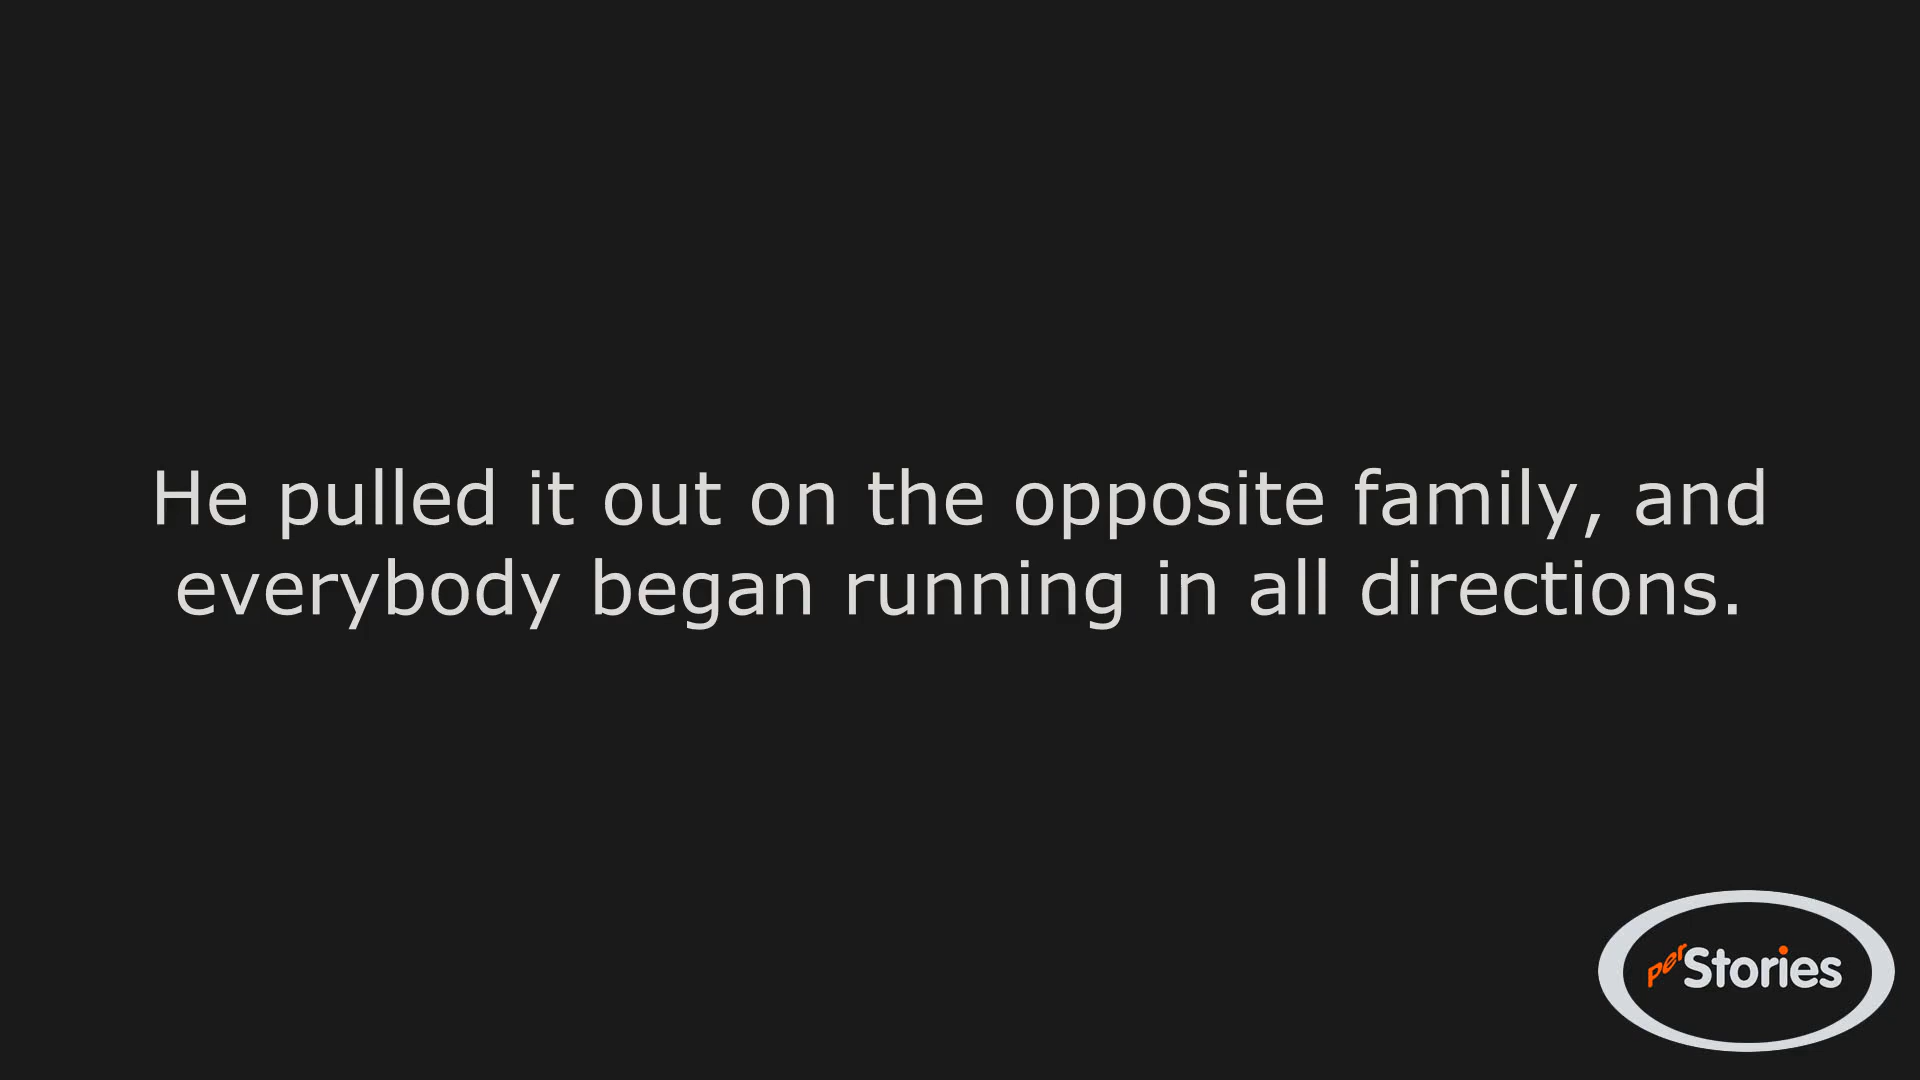 He pulled it out on the opposite family, and
everybody began running in all directions.
perStories